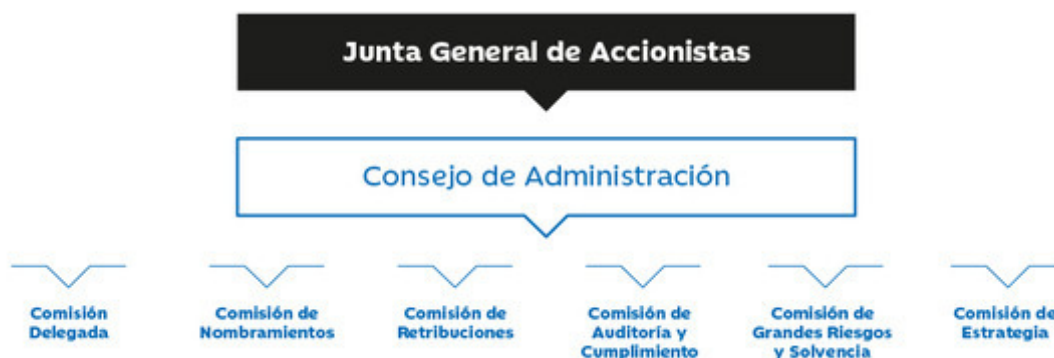 Junta General de Accionistas
Consejo de Administración
Comisión
Delegada
Comisión de
Nombramientos
Comisión de
Retribuciones
Comisión de
Auditoría y
Cumplimiento
Comisión de
Grandes Riesgos
y Solvencia
Comisión de
Estrategia